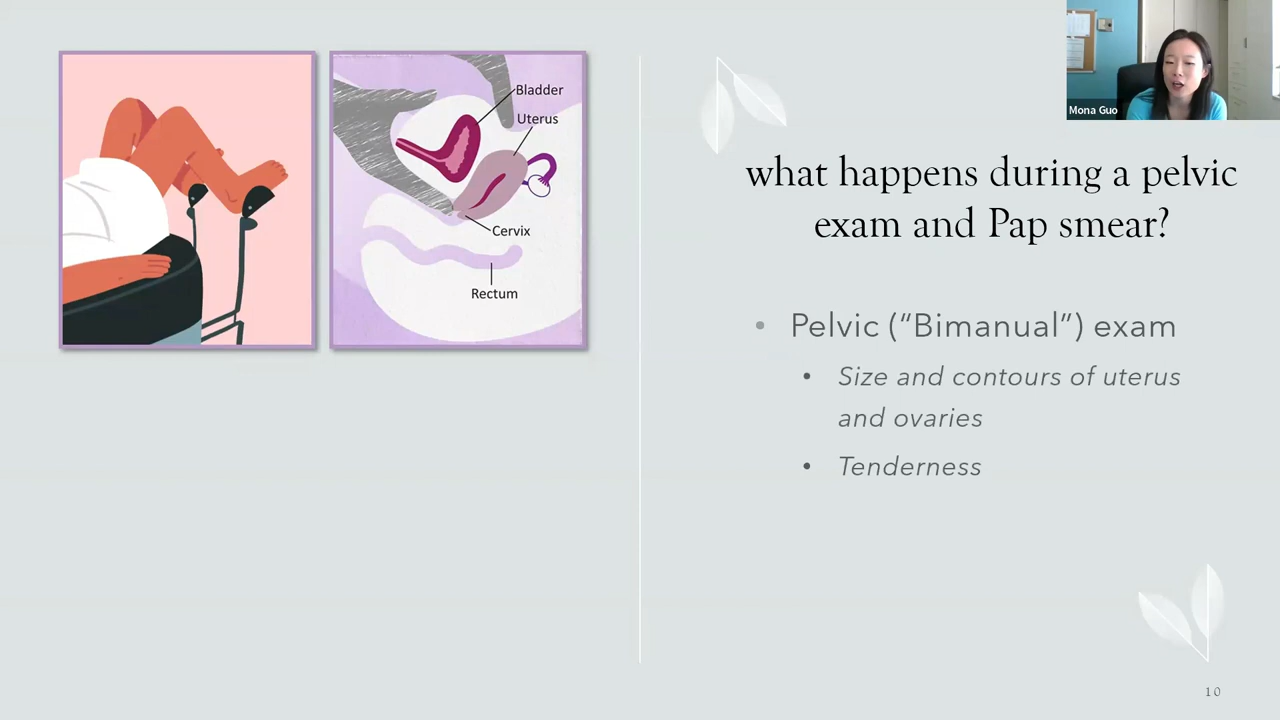 Bladder
Uterus
Cervix
Rectum
Mona Guo
what happens during a pelvic
exam and Pap smear?
• Pelvic (“Bimanual”) exam
• Size and contours of uterus
and ovaries
• Tenderness
10